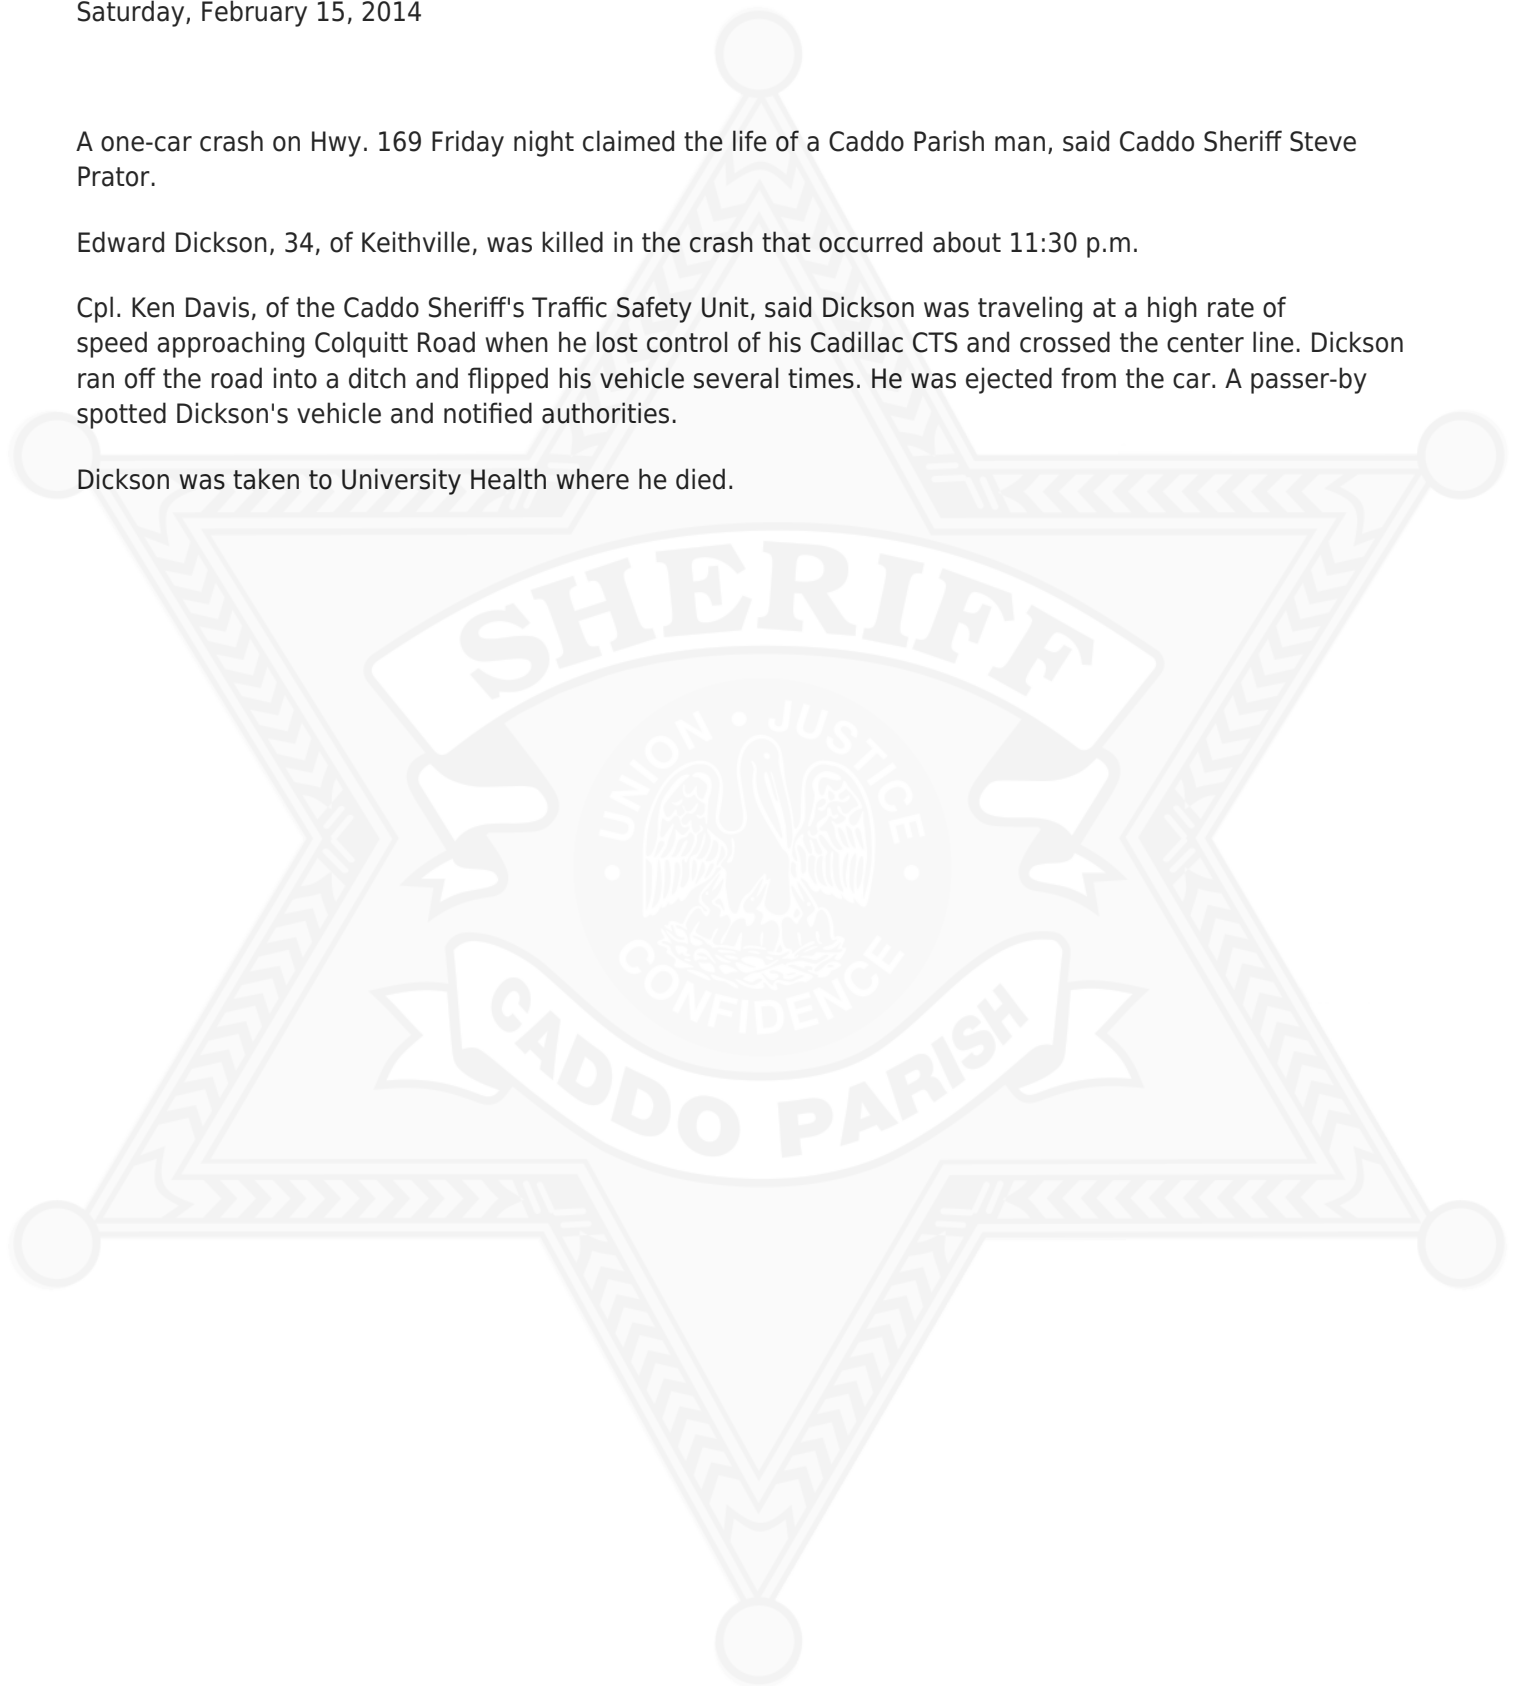 Saturday, February 15, 2014
A one-car crash on Hwy. 169 Friday night claimed the life of a Caddo Parish man, said Caddo Sheriff Steve
Prator.
Edward Dickson, 34, of Keithville, was killed in the crash that occurred about 11:30 p.m.
Cpl. Ken Davis, of the Caddo Sheriff's Traffic Safety Unit, said Dickson was traveling at a high rate of
speed approaching Colquitt Road when he lost control of his Cadillac CTS and crossed the center line. Dickson
ran off the road into a ditch and flipped his vehicle several times. He was ejected from the car. A passer-by
spotted Dickson's vehicle and notified authorities.
Dickson was taken to University Health where he died.
SHERIFF
UNION • JUSTICE
• CONFIDENCE •
CADDO PARISH